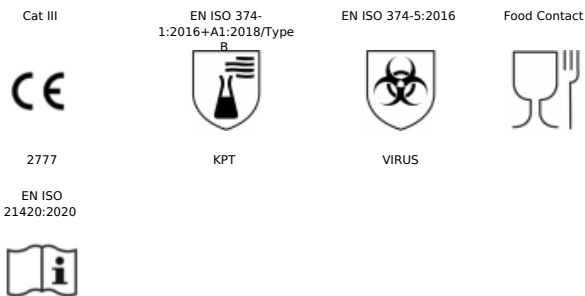 Cat III
EN ISO 374-
1:2016+A1:2018/Type
B
EN ISO 374-5:2016
Food Contact
CE
2777
KPT
VIRUS
EN ISO
21420:2020
i